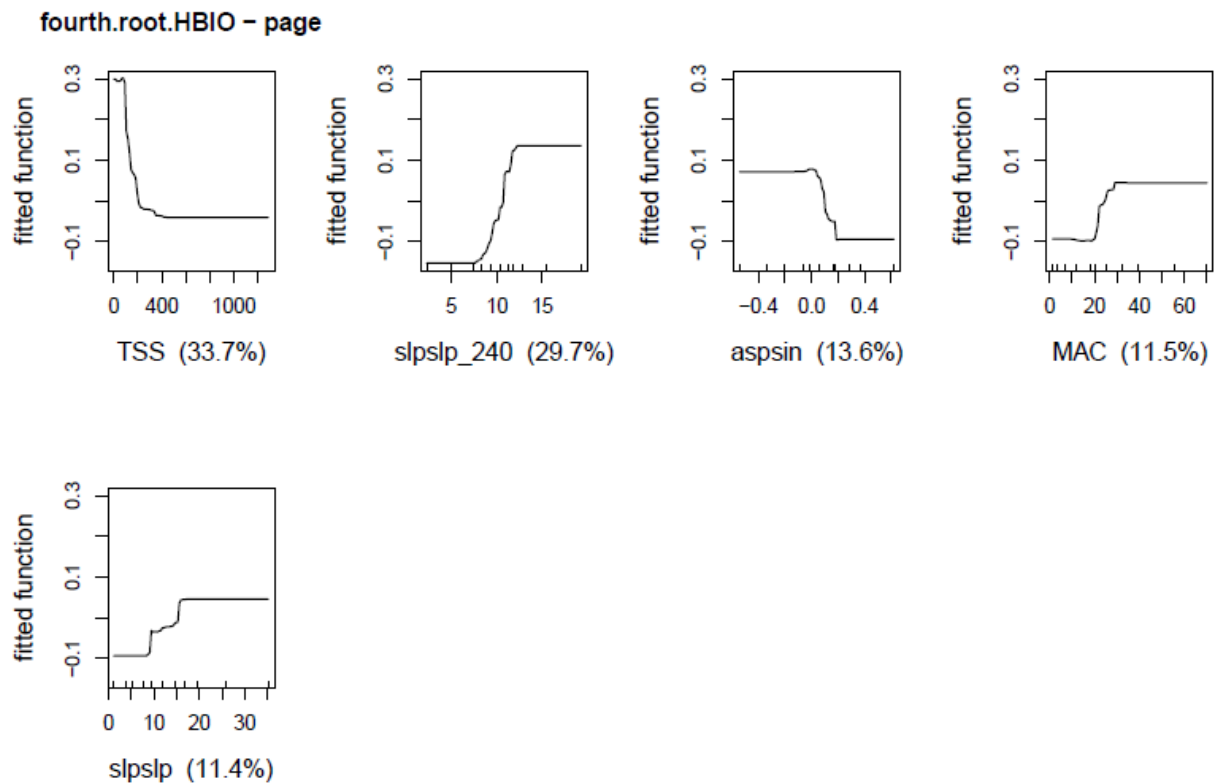 fourth.root.HBIO − page
fitted function
−0.1 0.1 0.3
0 400 1000
TSS (33.7%)
fitted function
−0.1 0.1 0.3
5 10 15
slpslp_240 (29.7%)
fitted function
−0.1 0.1 0.3
−0.4 0.0 0.4
aspsin (13.6%)
fitted function
−0.1 0.1 0.3
0 20 40 60
MAC (11.5%)
fitted function
−0.1 0.1 0.3
0 10 20 30
slpslp (11.4%)